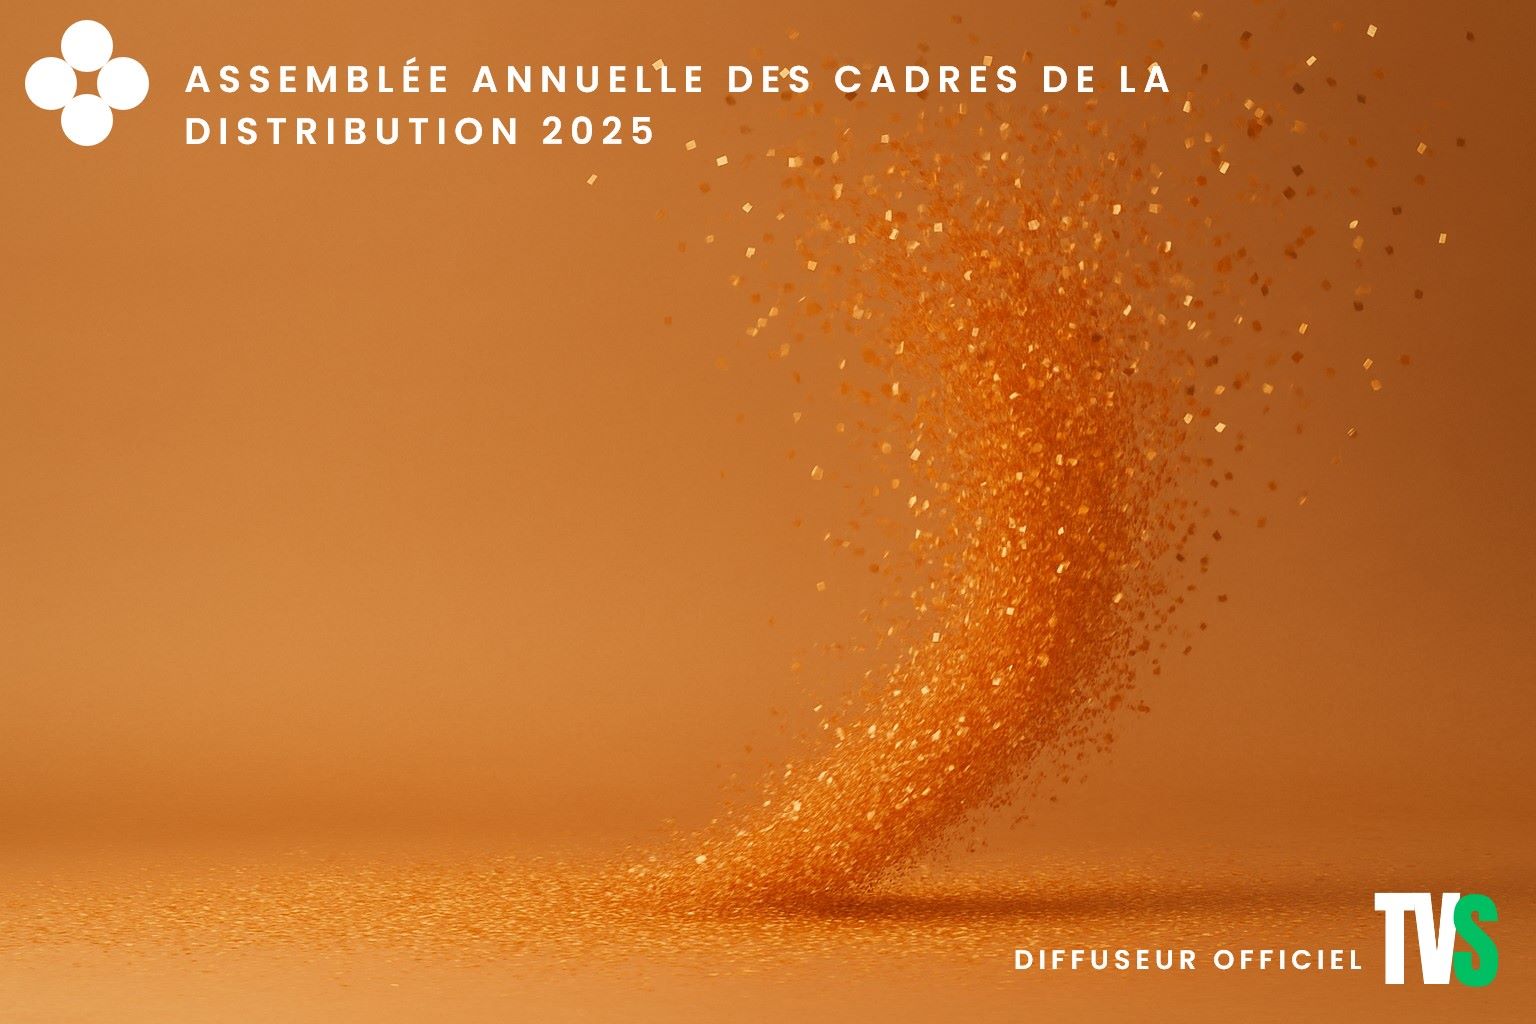 ASSEMBLÉE ANNUELLE DES CADRES DE LA
DISTRIBUTION 2025
DIFFUSEUR OFFICIEL TVS